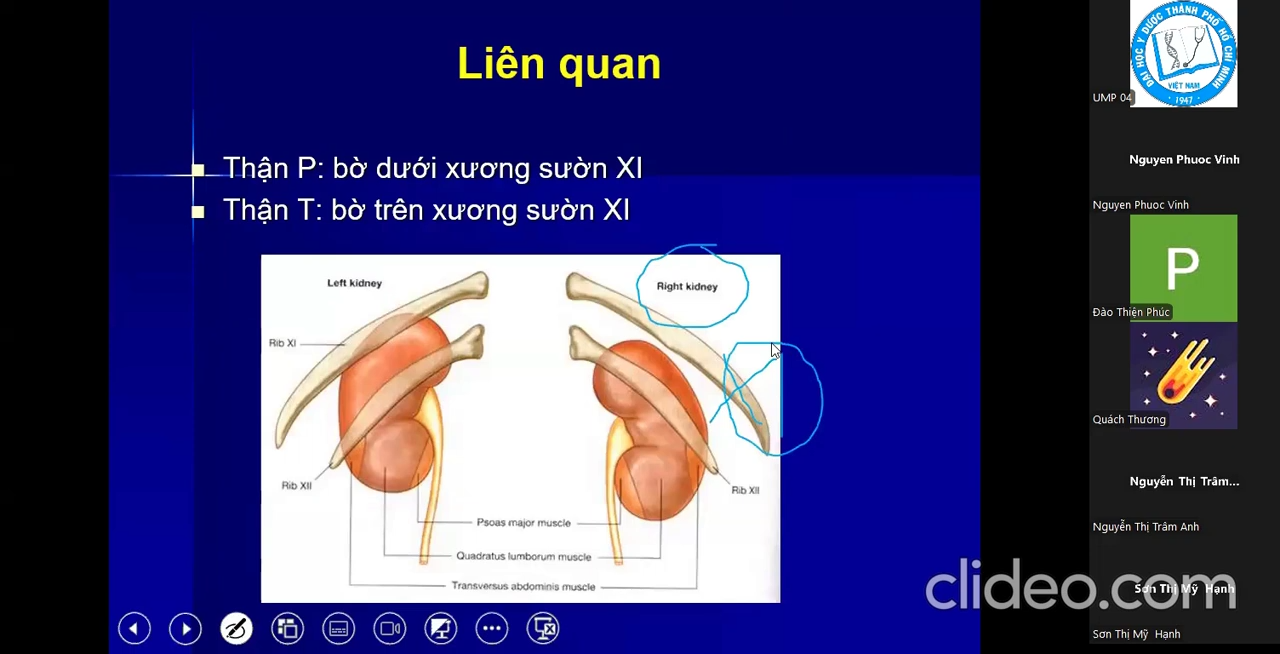 Liên quan
Thận P: bờ dưới xương sườn XI
Thận T: bờ trên xương sườn XI
Left kidney
Right kidney
Rib XI
Rib XII
Rib XII
Psoas major muscle
Quadratus lumborum muscle
Transversus abdominis muscle
ĐẠI HỌC Y DƯỢC THÀNH PHỐ HỒ CHÍ MINH
VIỆT NAM
· 1947 ·
UMP 04
Nguyen Phuoc Vinh
Nguyen Phuoc Vinh
P
Đào Thiện Phúc
Quách Thương
Nguyễn Thị Trâm...
Nguyễn Thị Trâm Anh
Sơn Thị Mỹ Hạnh
Sơn Thị Mỹ Hạnh
clideo.com